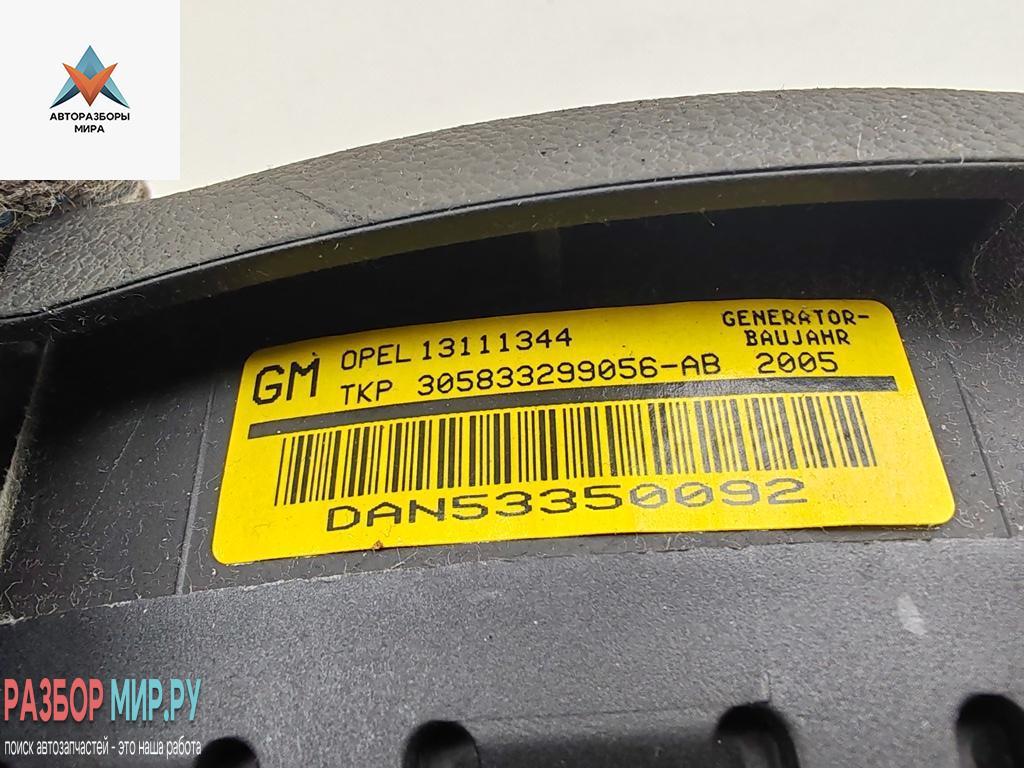 АВТОРАЗБОРЫ
МИРА
GM
OPEL 13111344
TKP 305833299056-AB
GENERATOR-
BAUJAHR
2005
DAN53350092
РАЗБОР МИР.РУ
поиск автозапчастей - это наша работа